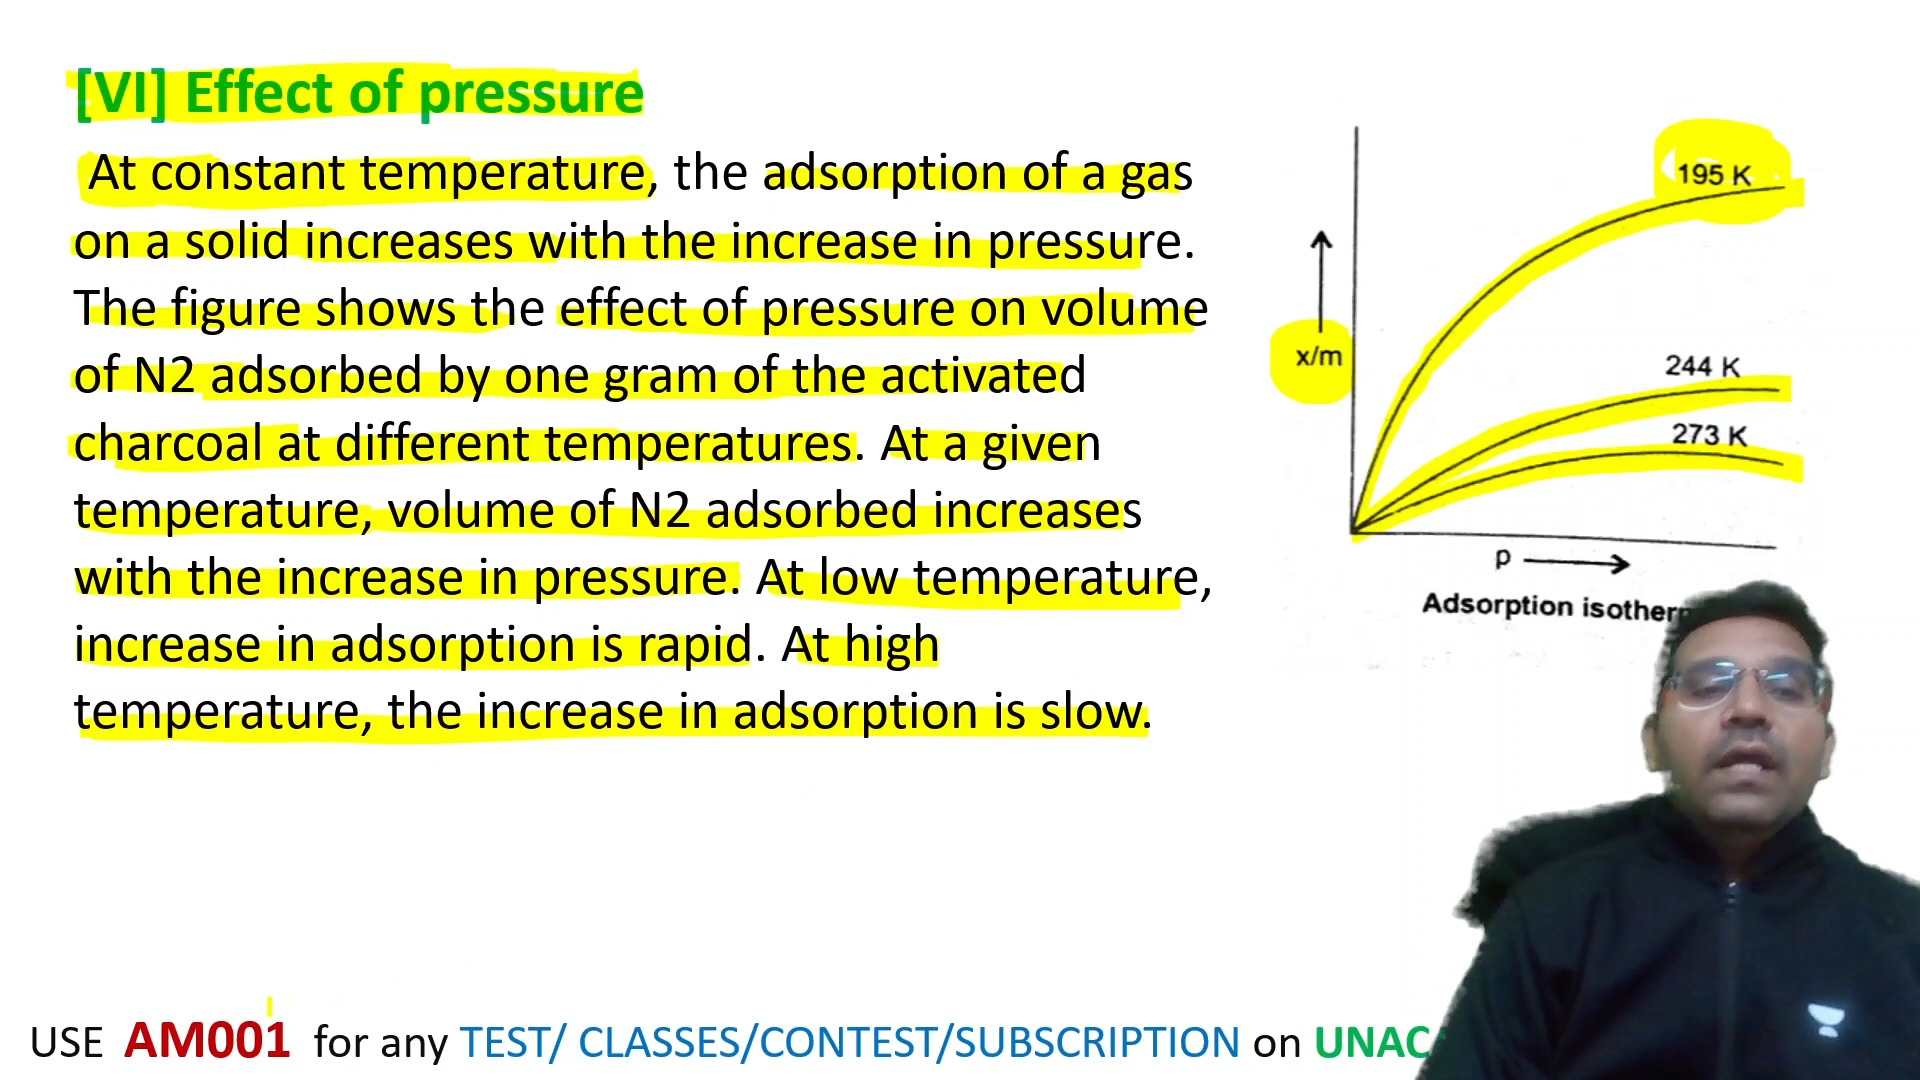 [VI] Effect of pressure
At constant temperature, the adsorption of a gas
on a solid increases with the increase in pressure.
The figure shows the effect of pressure on volume
of N2 adsorbed by one gram of the activated
charcoal at different temperatures. At a given
temperature, volume of N2 adsorbed increases
with the increase in pressure. At low temperature,
increase in adsorption is rapid. At high
temperature, the increase in adsorption is slow.
195 K
x/m
244 K
273 K
p
Adsorption
USE AM001 for any TEST/ CLASSES/CONTEST/SUBSCRIPTION on